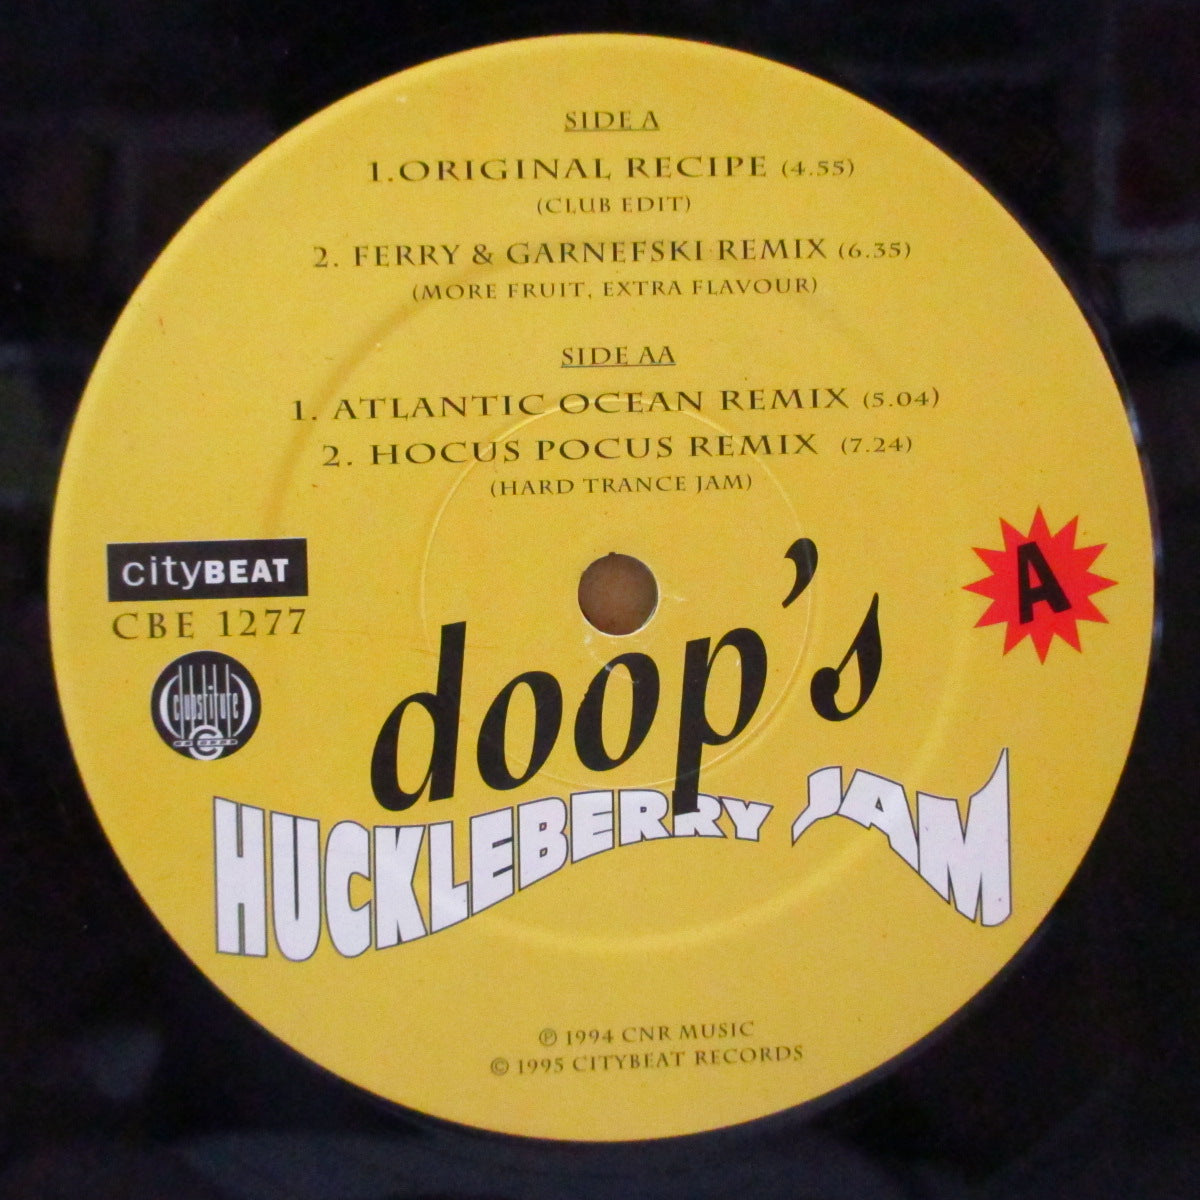 SIDE A
1.ORIGINAL RECIPE (4.55)
(CLUB EDIT)
2. FERRY & GARNEFSKI REMIX (6.35)
(MORE FRUIT, EXTRA FLAVOUR)
SIDE AA
1. ATLANTIC OCEAN REMIX (5.04)
2. HOCUS POCUS REMIX (7.24)
(HARD TRANCE JAM)
cityBEAT
CBE 1277
A
clubstitute
doop's
HUCKLEBERRY JAM
℗ 1994 CNR MUSIC
© 1995 CITYBEAT RECORDS